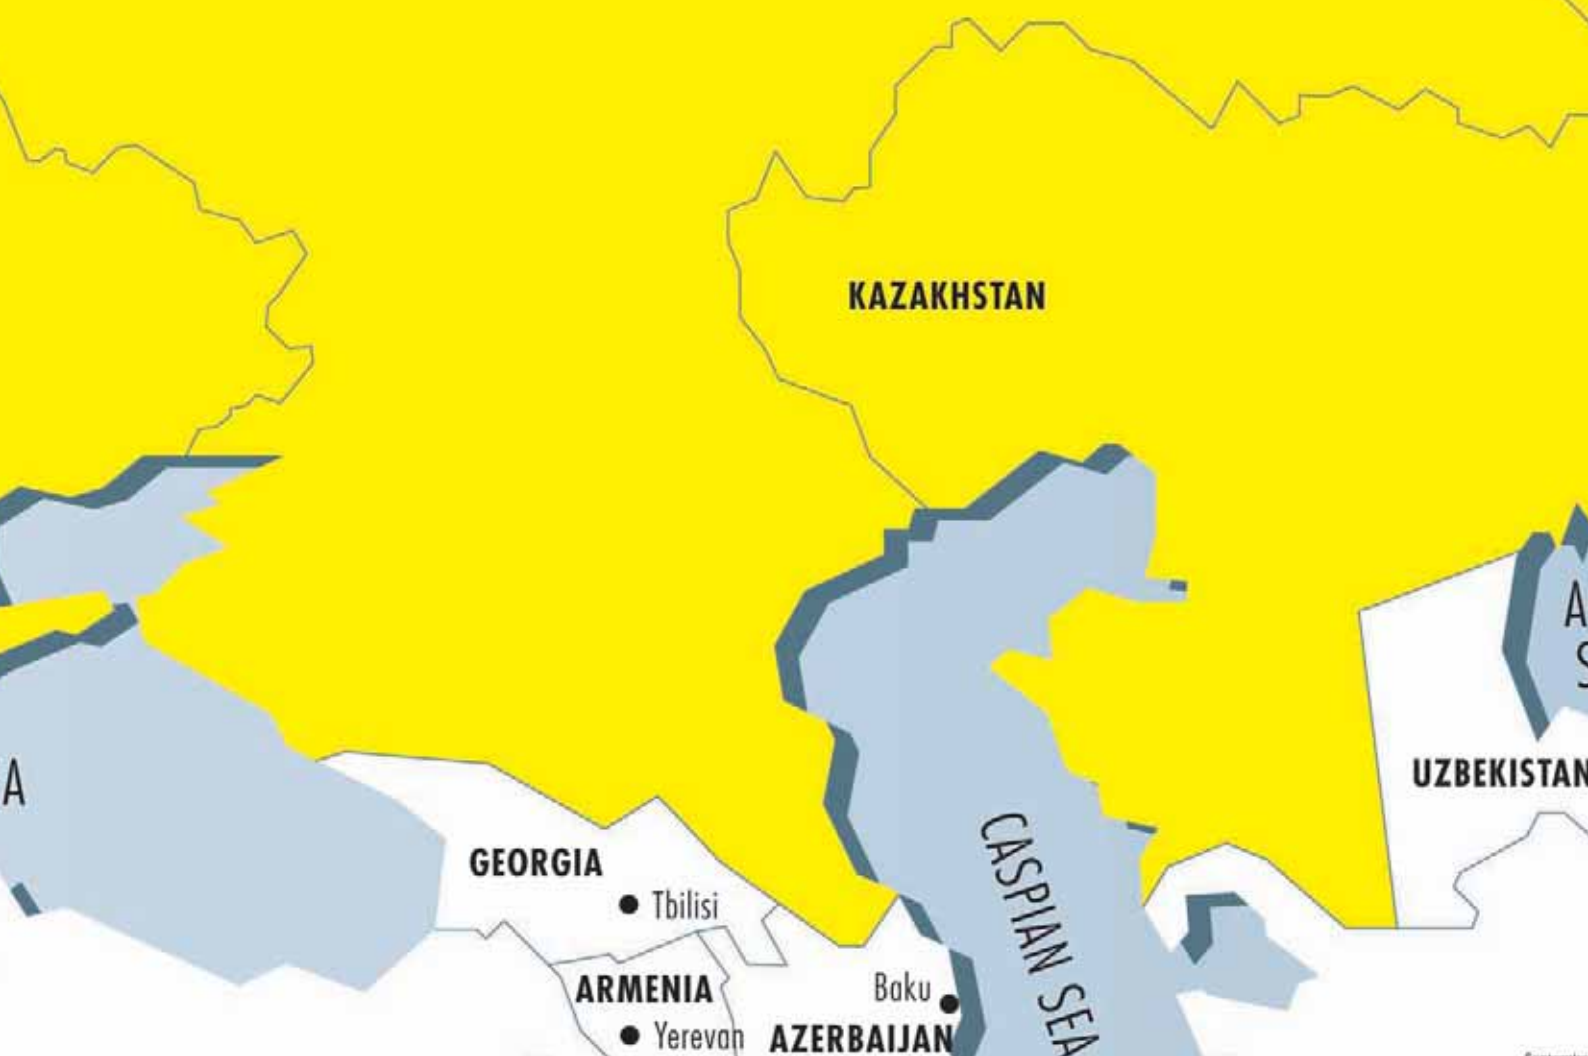 KAZAKHSTAN
A
S
A
UZBEKISTAN
CASPIAN SEA
GEORGIA
Tbilisi
ARMENIA
Baku
Yerevan
AZERBAIJAN